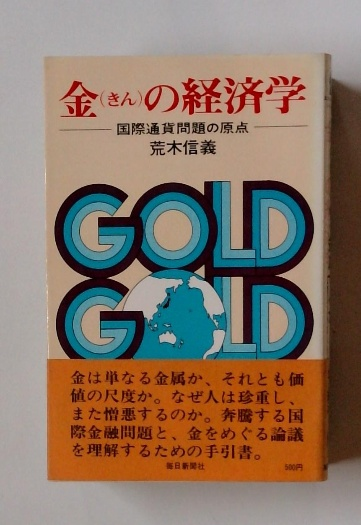 金(きん)の経済学
国際通貨問題の原点
荒木信義
GOLD
GOLD
金は単なる金属か、それとも価
値の尺度か。なぜ人は珍重し、
また憎悪するのか。奔騰する国
際金融問題と、金をめぐる論議
を理解するための手引書。
毎日新聞社
500円